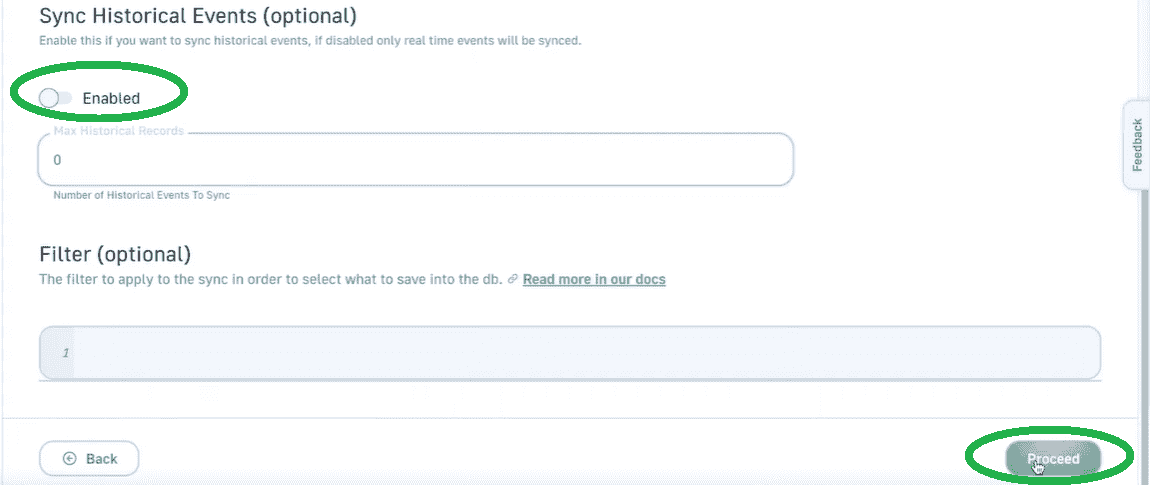 Sync Historical Events (optional)
Enable this if you want to sync historical events, if disabled only real time events will be synced.
Enabled
Max Historical Records
0
Number of Historical Events To Sync
Feedback
Filter (optional)
The filter to apply to the sync in order to select what to save into the db. Read more in our docs
1
Back
Proceed